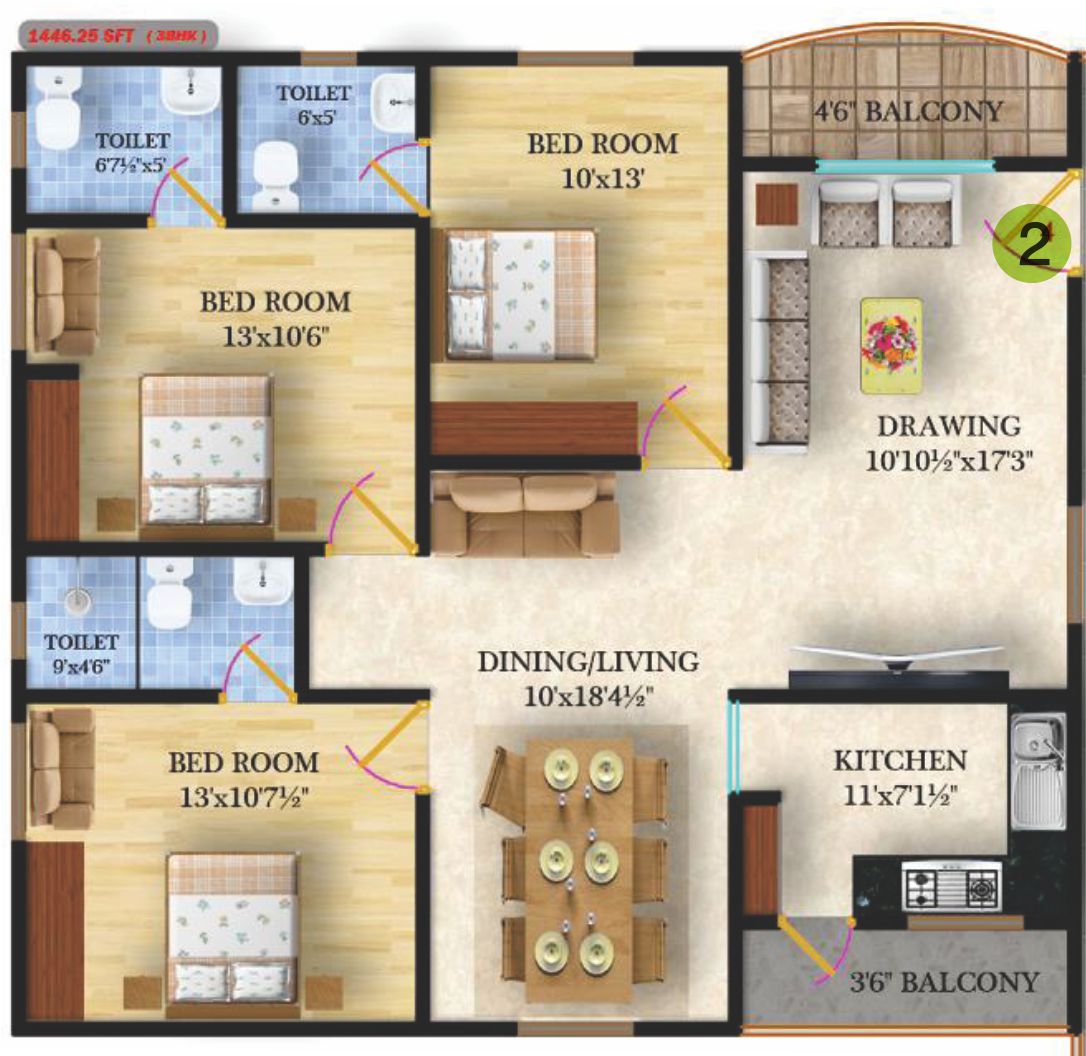 1446.25 SFT (3BHK)
TOILET
6'7½"x5'
TOILET
6'x5'
BED ROOM
10'x13'
4'6" BALCONY
2
BED ROOM
13'x10'6"
DRAWING
10'10½"x17'3"
TOILET
9'x4'6"
DINING/LIVING
10'x18'4½"
BED ROOM
13'x10'7½"
KITCHEN
11'x7'1½"
3'6" BALCONY